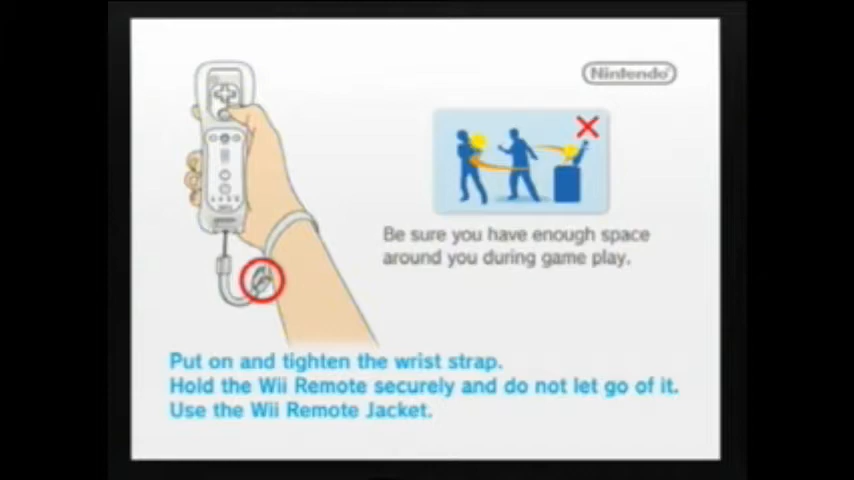 Nintendo®
Be sure you have enough space
around you during game play.
Put on and tighten the wrist strap.
Hold the Wii Remote securely and do not let go of it.
Use the Wii Remote Jacket.